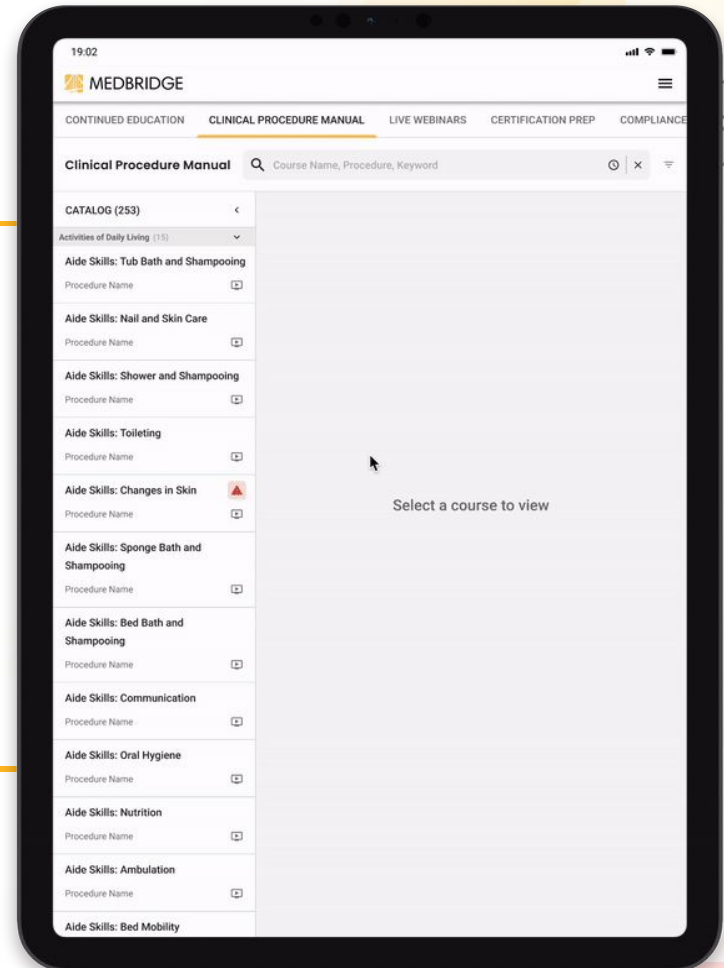 19:02
MEDBRIDGE
CONTINUED EDUCATION CLINICAL PROCEDURE MANUAL LIVE WEBINARS CERTIFICATION PREP COMPLIANCE
Clinical Procedure Manual Course Name, Procedure, Keyword
CATALOG (253)
Activities of Daily Living (15)
Aide Skills: Tub Bath and Shampooing
Procedure Name
Aide Skills: Nail and Skin Care
Procedure Name
Aide Skills: Shower and Shampooing
Procedure Name
Aide Skills: Toileting
Procedure Name
Aide Skills: Changes in Skin
Procedure Name
Aide Skills: Sponge Bath and
Shampooing
Procedure Name
Aide Skills: Bed Bath and
Shampooing
Procedure Name
Aide Skills: Communication
Procedure Name
Aide Skills: Oral Hygiene
Procedure Name
Aide Skills: Nutrition
Procedure Name
Aide Skills: Ambulation
Procedure Name
Aide Skills: Bed Mobility
Select a course to view